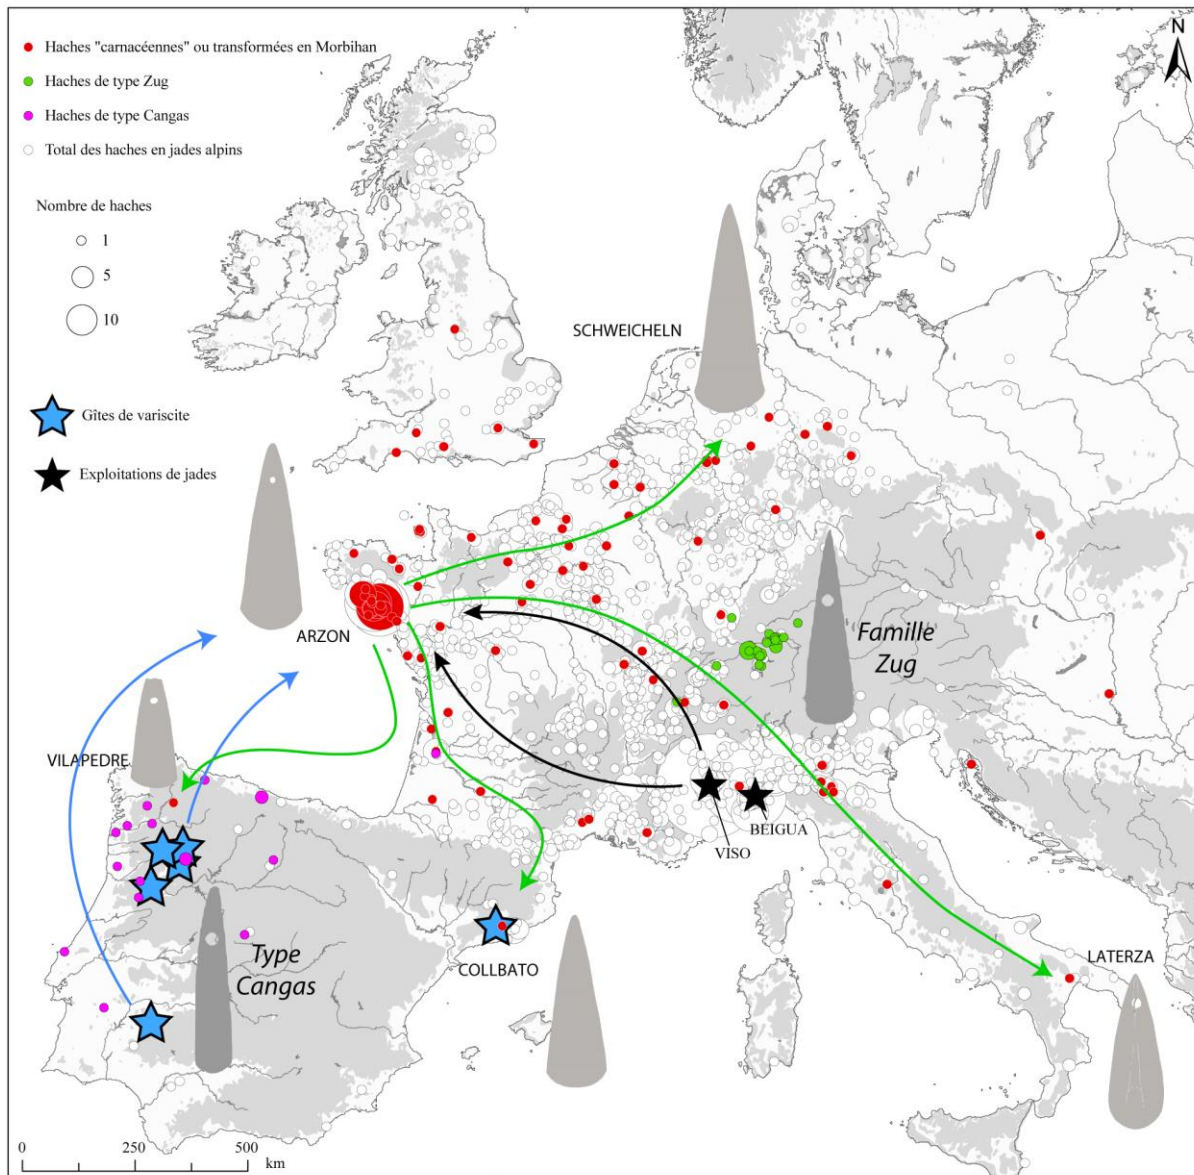 N
Haches "carnacéennes" ou transformées en Morbihan
Haches de type Zug
Haches de type Cangas
Total des haches en jades alpins
Nombre de haches
1
5
10
Gîtes de variscite
Exploitations de jades
SCHWEICHELN
ARZON
Famille
Zug
VILAPEDRE
BEIGUA
VISO
Type
Cangas
COLLBATO
LATERZA
0 250 500
km